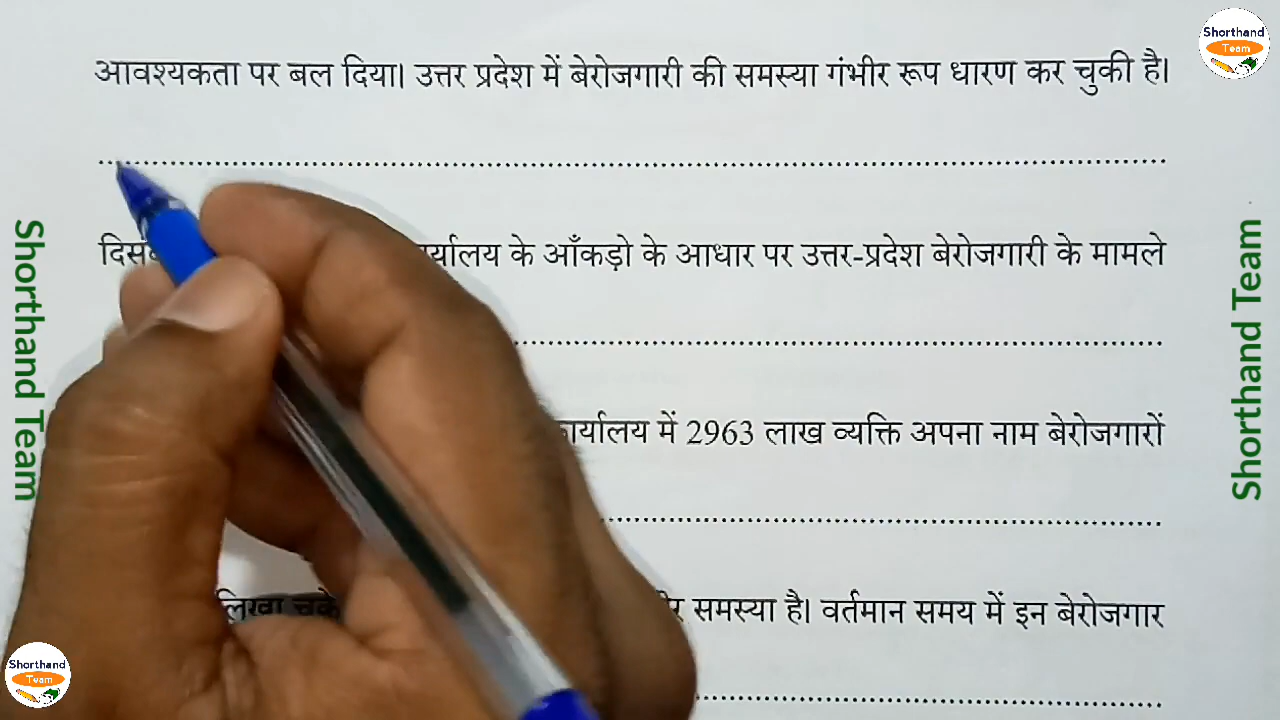 Shorthand
Team
आवश्यकता पर बल दिया। उत्तर प्रदेश में बेरोजगारी की समस्या गंभीर रूप धारण कर चुकी है।
के आँकड़ो के आधार पर उत्तर-प्रदेश बेरोजगारी के मामले
कार्यालय में 2963 लाख व्यक्ति अपना नाम बेरोजगारों
लिखा चुके समस्या है। वर्तमान समय में इन बेरोजगार
Shorthand Team
Shorthand Team
Shorthand
Team